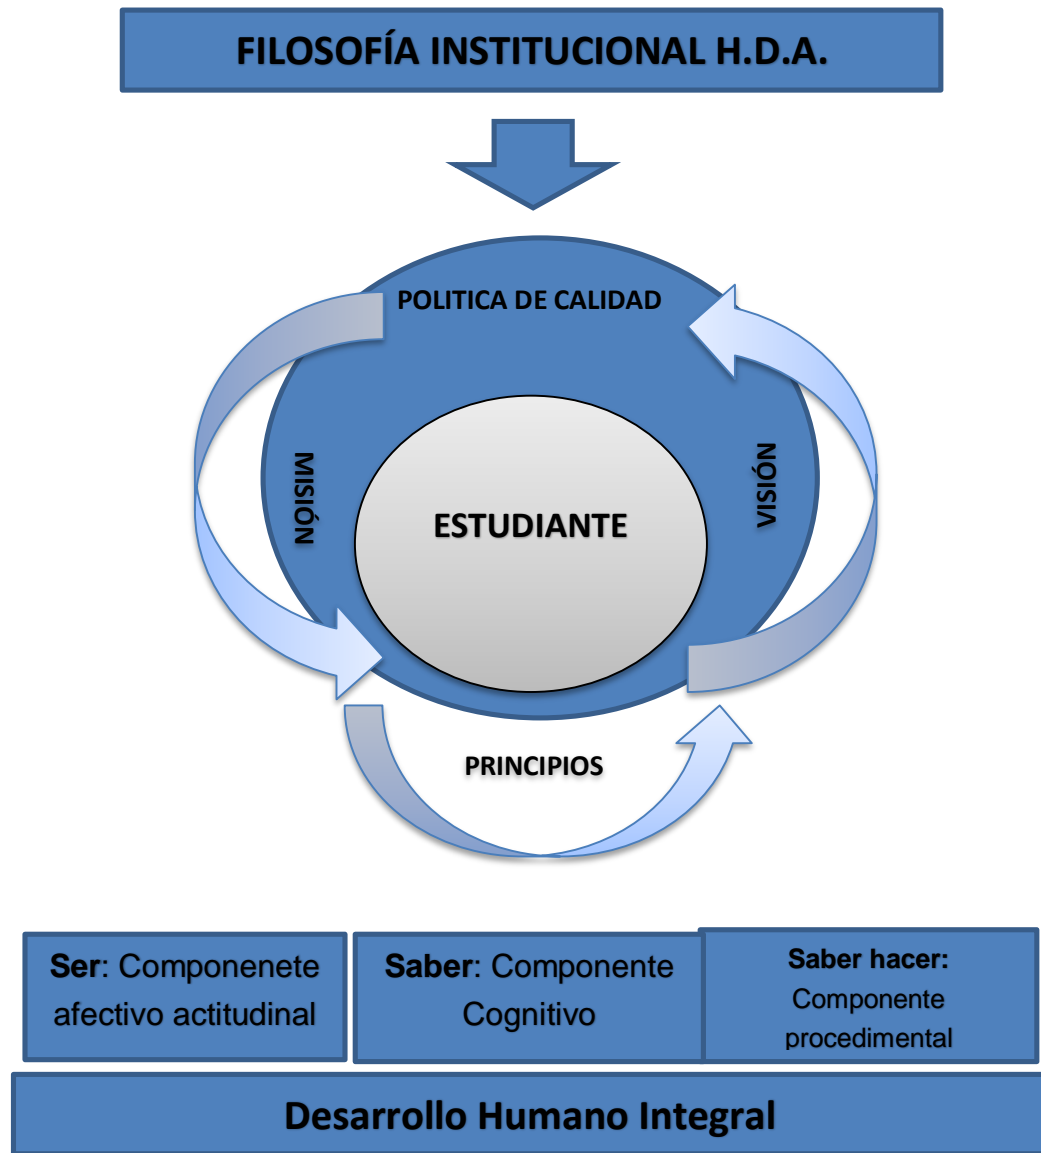 FILOSOFÍA INSTITUCIONAL H.D.A.
POLITICA DE CALIDAD
MISIÓN
VISIÓN
ESTUDIANTE
PRINCIPIOS
Ser: Componenete
afectivo actitudinal
Saber: Componente
Cognitivo
Saber hacer:
Componente
procedimental
Desarrollo Humano Integral